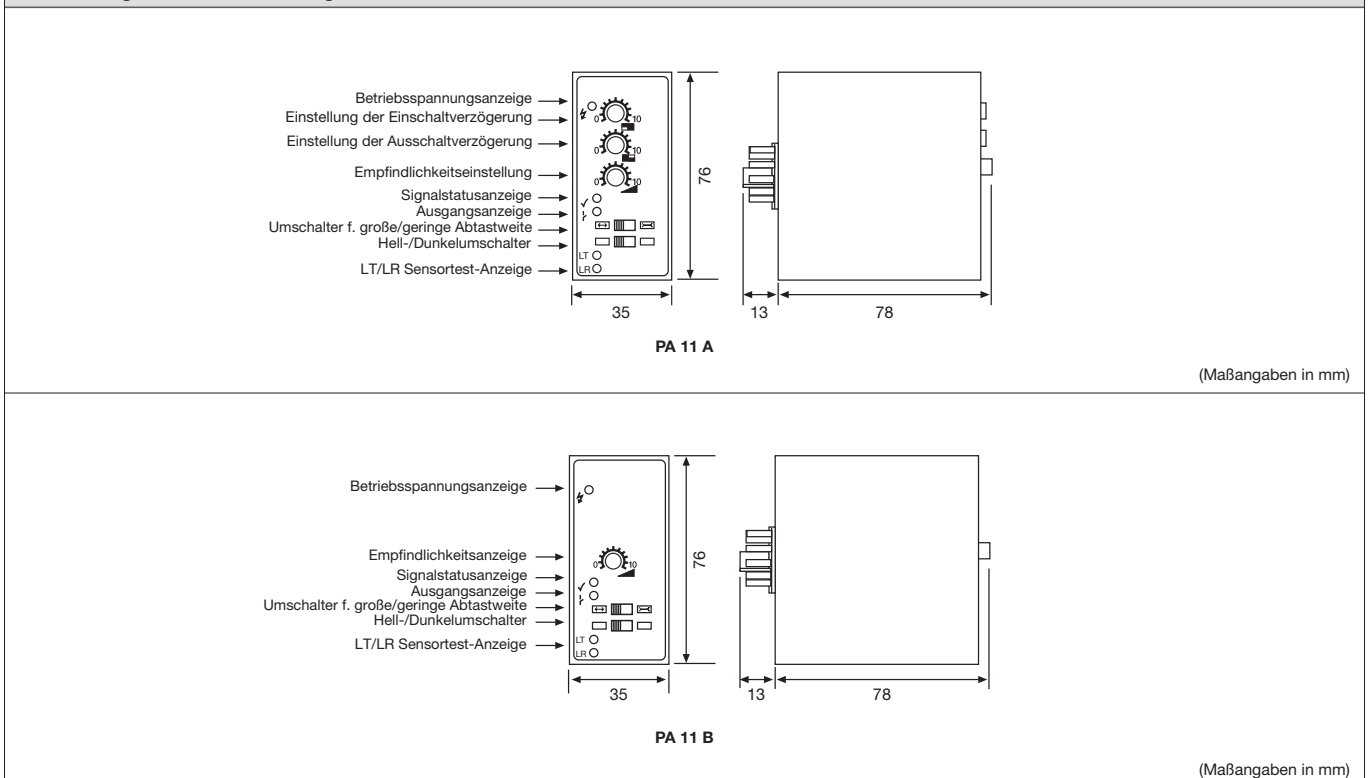 Betriebsspannungsanzeige
Einstellung der Einschaltverzögerung
Einstellung der Ausschaltverzögerung
Empfindlichkeitseinstellung
Signalstatusanzeige
Ausgangsanzeige
Umschalter f. große/geringe Abtastweite
Hell-/Dunkelumschalter
LT/LR Sensortest-Anzeige
0 10
0 10
0 10
LT
LR
76
35
13
78
PA 11 A
(Maßangaben in mm)
Betriebsspannungsanzeige
Empfindlichkeitsanzeige
Signalstatusanzeige
Ausgangsanzeige
Umschalter f. große/geringe Abtastweite
Hell-/Dunkelumschalter
LT/LR Sensortest-Anzeige
0 10
LT
LR
76
35
13
78
PA 11 B
(Maßangaben in mm)